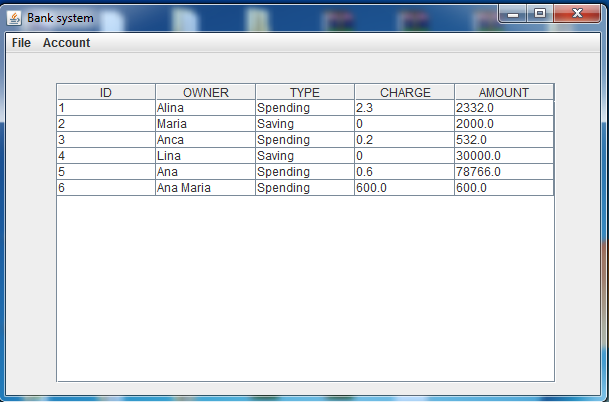 Bank system
File Account
ID OWNER TYPE CHARGE AMOUNT
1 Alina Spending 2.3 2332.0
2 Maria Saving 0 2000.0
3 Anca Spending 0.2 532.0
4 Lina Saving 0 30000.0
5 Ana Spending 0.6 78766.0
6 Ana Maria Spending 600.0 600.0